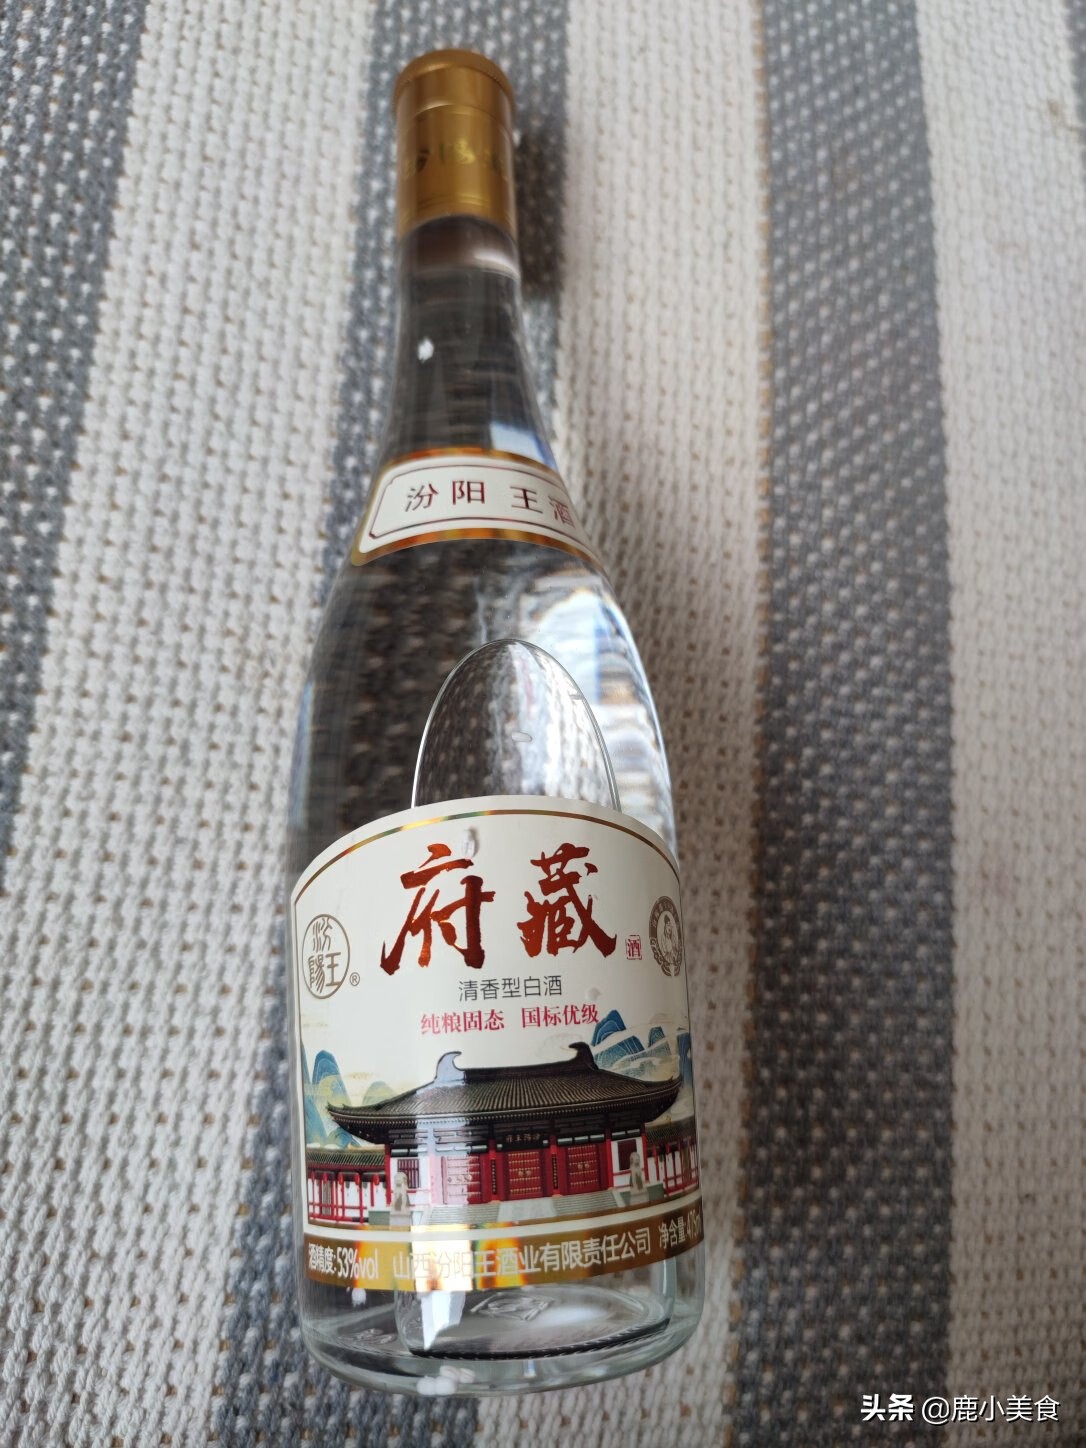 汾阳王酒
府藏
酒
汾陽王®
清香型白酒
纯粮固态 国标优级
酒精度:53%vol 山西汾阳王酒业有限责任公司 净含量:475m
头条 @鹿小美食